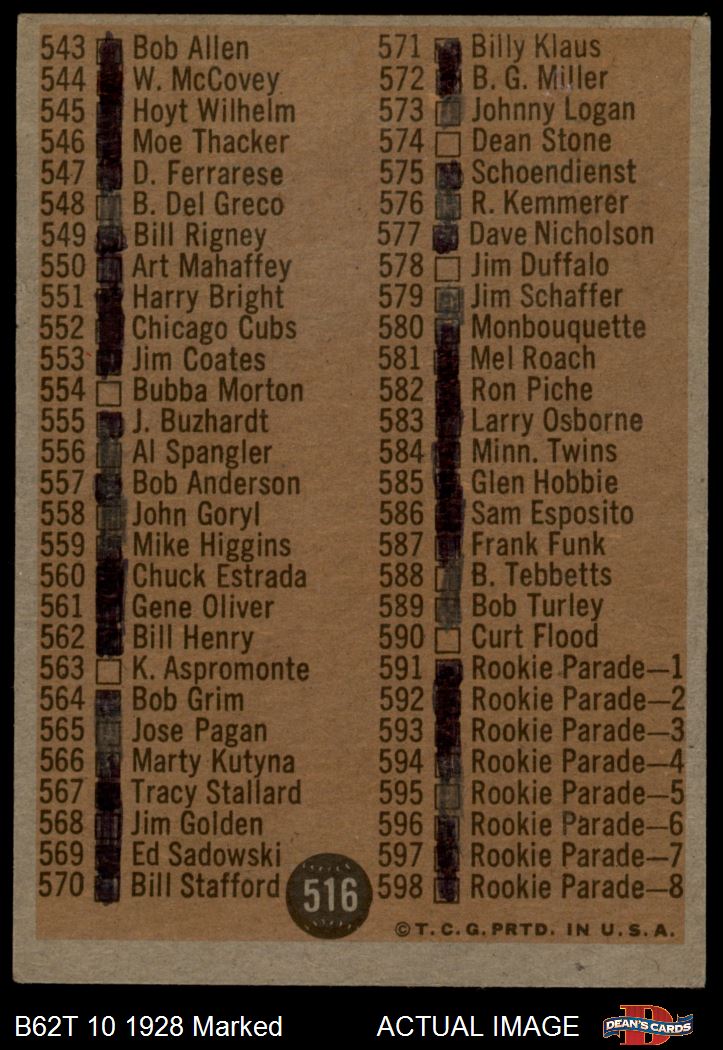 543 Bob Allen
544 W. McCovey
545 Hoyt Wilhelm
546 Moe Thacker
547 D. Ferrarese
548 B. Del Greco
549 Bill Rigney
550 Art Mahaffey
551 Harry Bright
552 Chicago Cubs
553 Jim Coates
554 Bubba Morton
555 J. Buzhardt
556 Al Spangler
557 Bob Anderson
558 John Goryl
559 Mike Higgins
560 Chuck Estrada
561 Gene Oliver
562 Bill Henry
563 K. Aspromonte
564 Bob Grim
565 Jose Pagan
566 Marty Kutyna
567 Tracy Stallard
568 Jim Golden
569 Ed Sadowski
570 Bill Stafford
516
571 Billy Klaus
572 B. G. Miller
573 Johnny Logan
574 Dean Stone
575 Schoendienst
576 R. Kemmerer
577 Dave Nicholson
578 Jim Duffalo
579 Jim Schaffer
580 Monbouquette
581 Mel Roach
582 Ron Piche
583 Larry Osborne
584 Minn. Twins
585 Glen Hobbie
586 Sam Esposito
587 Frank Funk
588 B. Tebbetts
589 Bob Turley
590 Curt Flood
591 Rookie Parade—1
592 Rookie Parade—2
593 Rookie Parade—3
594 Rookie Parade—4
595 Rookie Parade—5
596 Rookie Parade—6
597 Rookie Parade—7
598 Rookie Parade—8
©T.C.G. PRTD. IN U.S.A.
B62T 10 1928 Marked
ACTUAL IMAGE
D
DEAN'S CARDS